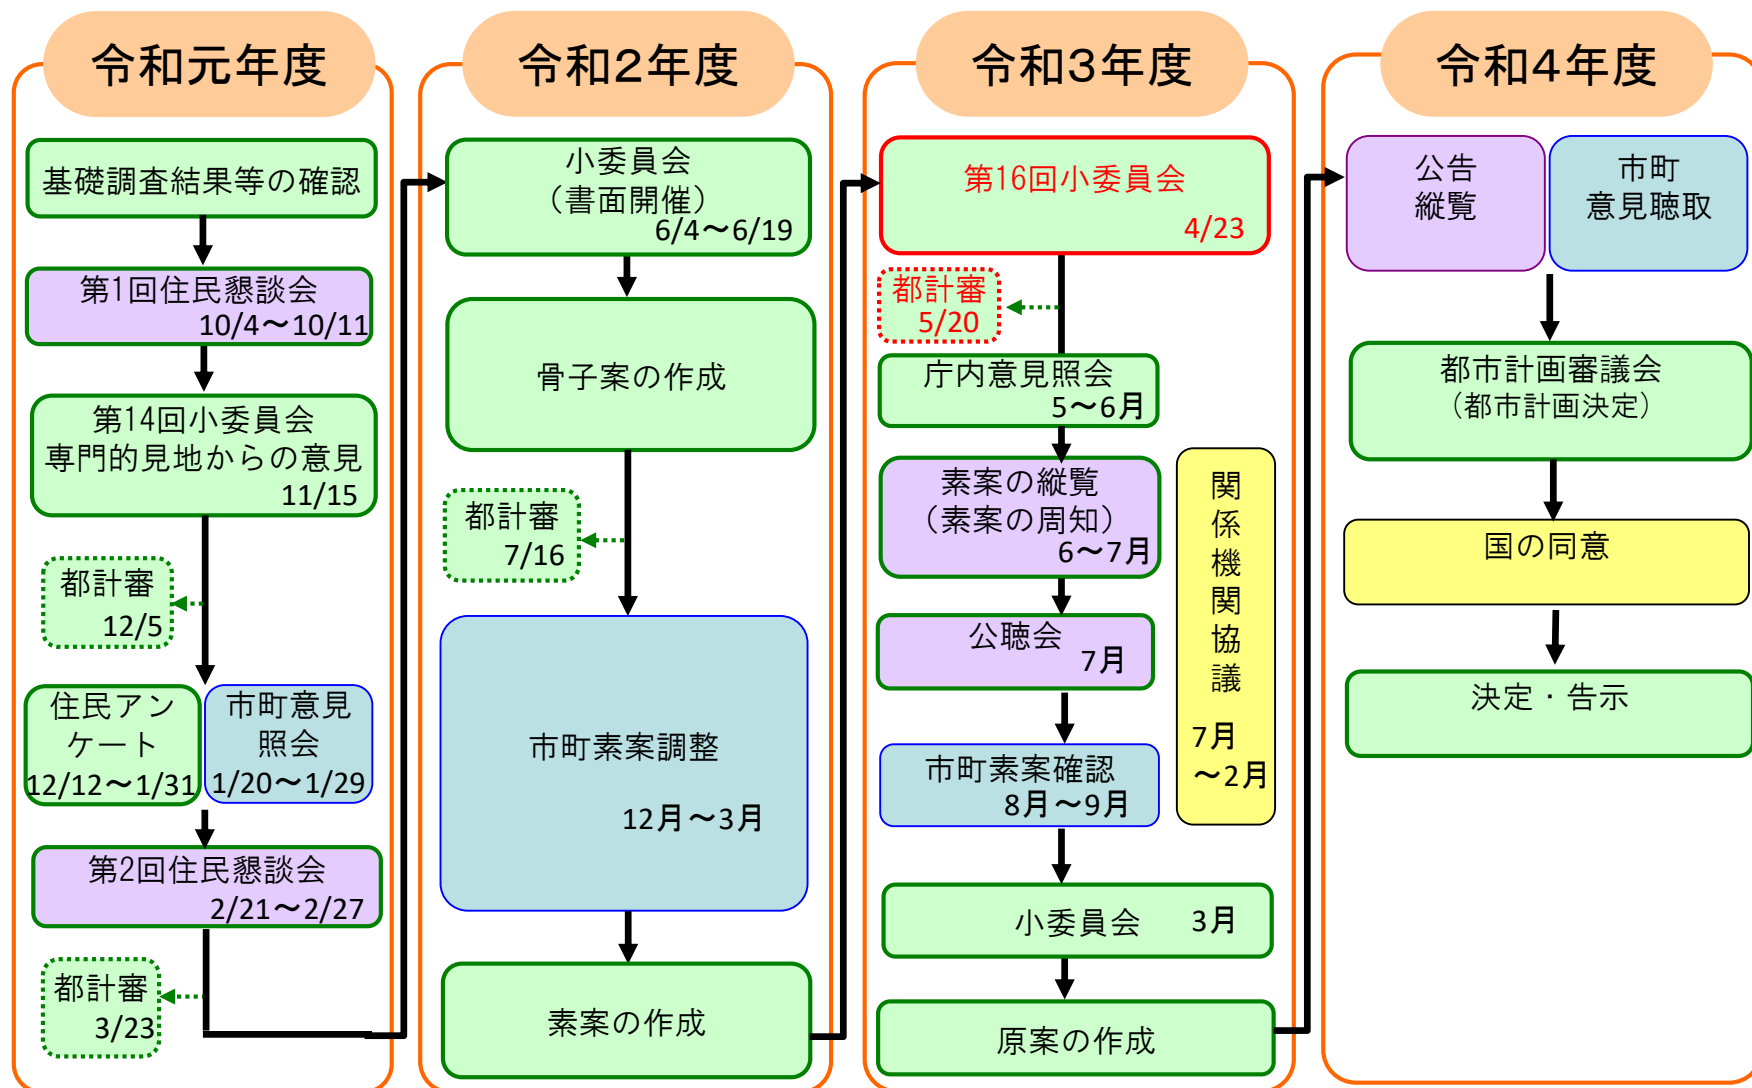 令和元年度
基礎調査結果等の確認
第1回住民懇談会
10/4～10/11
第14回小委員会
専門的見地からの意見
11/15
都計審
12/5
住民アン
ケート
12/12～1/31
市町意見
照会
1/20～1/29
第2回住民懇談会
2/21～2/27
都計審
3/23
令和2年度
小委員会
（書面開催）
6/4～6/19
骨子案の作成
都計審
7/16
市町素案調整
12月～3月
素案の作成
令和3年度
第16回小委員会
4/23
都計審
5/20
庁内意見照会
5～6月
素案の縦覧
（素案の周知）
6～7月
公聴会
7月
市町素案確認
8月～9月
関係機関協議
7月
～2月
小委員会 3月
原案の作成
令和4年度
公告
縦覧
市町
意見聴取
都市計画審議会
（都市計画決定）
国の同意
決定・告示